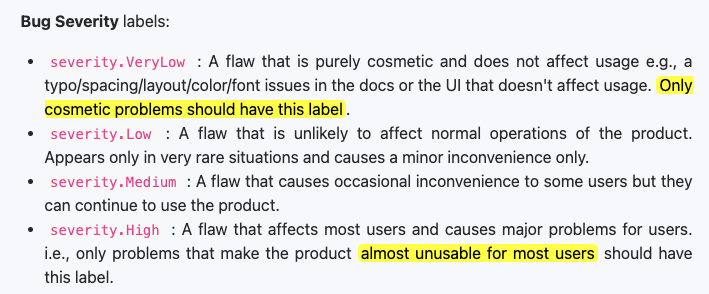 Bug Severity labels:
severity.VeryLow : A flaw that is purely cosmetic and does not affect usage e.g., a
typo/spacing/layout/color/font issues in the docs or the UI that doesn't affect usage. Only
cosmetic problems should have this label.
severity.Low : A flaw that is unlikely to affect normal operations of the product.
Appears only in very rare situations and causes a minor inconvenience only.
severity.Medium : A flaw that causes occasional inconvenience to some users but they
can continue to use the product.
severity.High : A flaw that affects most users and causes major problems for users.
i.e., only problems that make the product almost unusable for most users should have
this label.